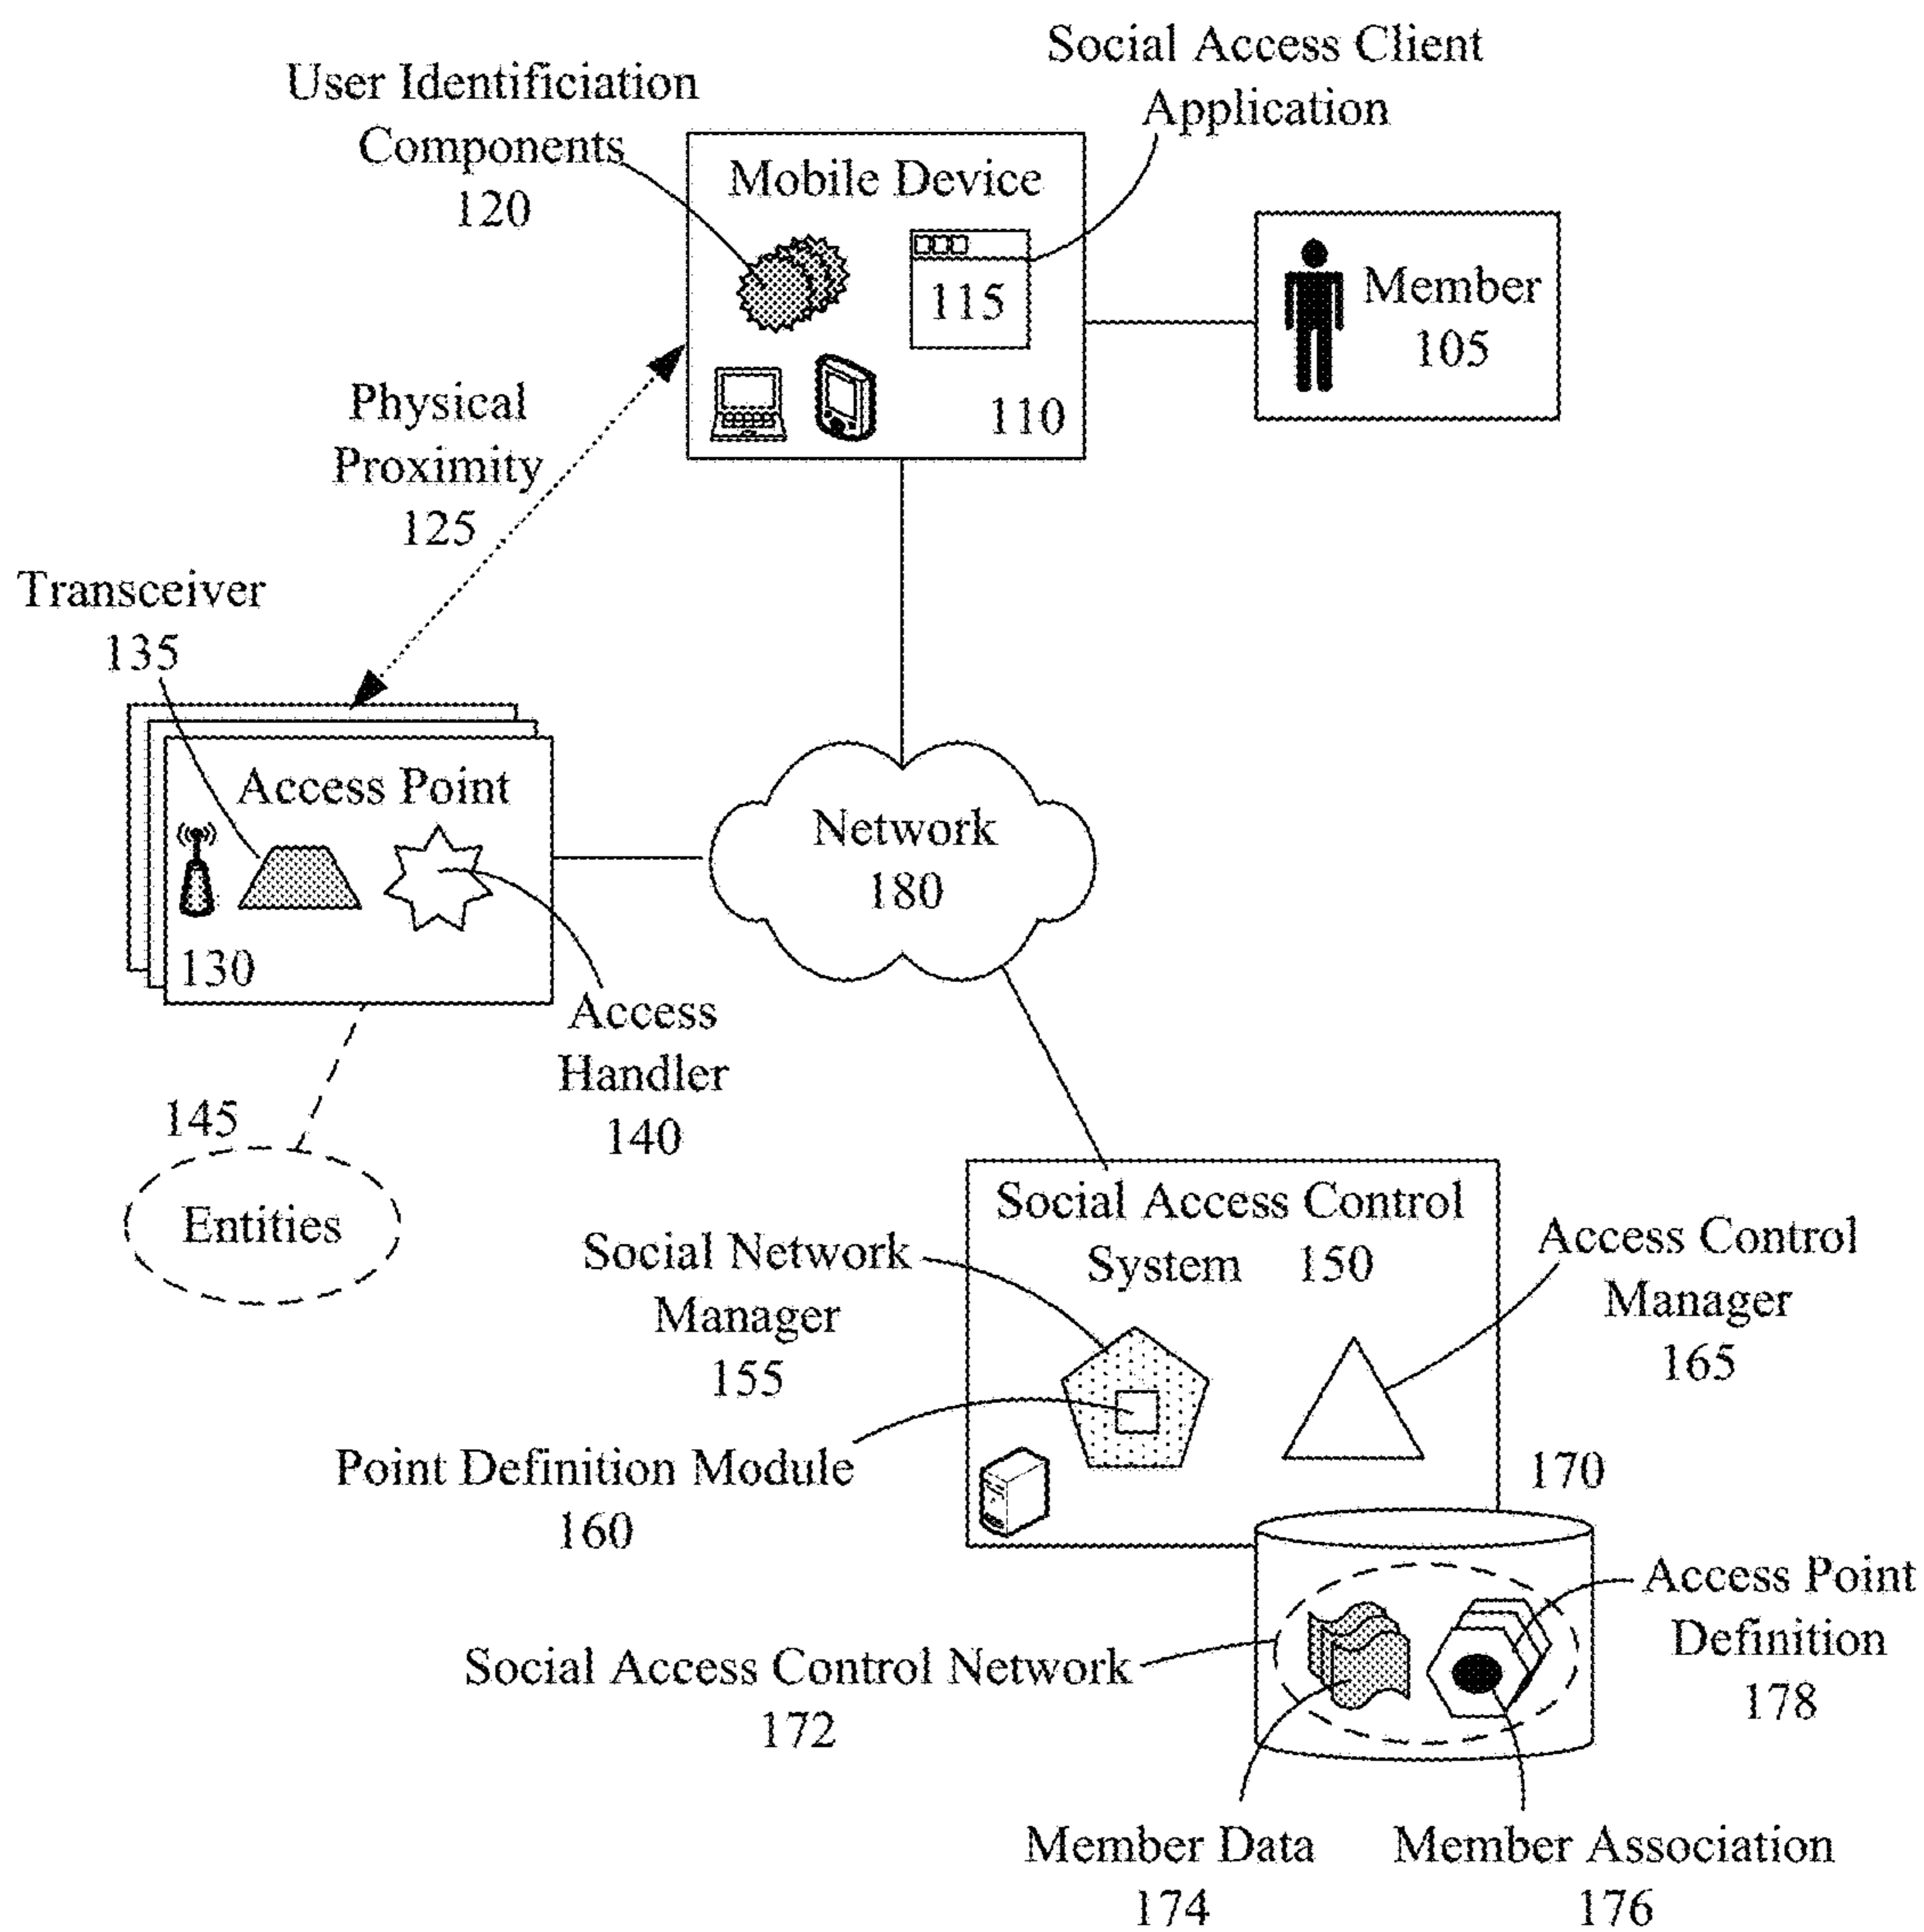 Social Access Client
Application
User Identificiation
Components
120
Mobile Device
115
110
Member
105
Physical
Proximity
125
Transceiver
135
Access Point
130
Network
180
Access
Handler
140
145
Entities
Social Access Control
System 150
Social Network
Manager
155
Access Control
Manager
165
Point Definition Module
160
170
Access Point
Definition
178
Social Access Control Network
172
Member Data
174
Member Association
176